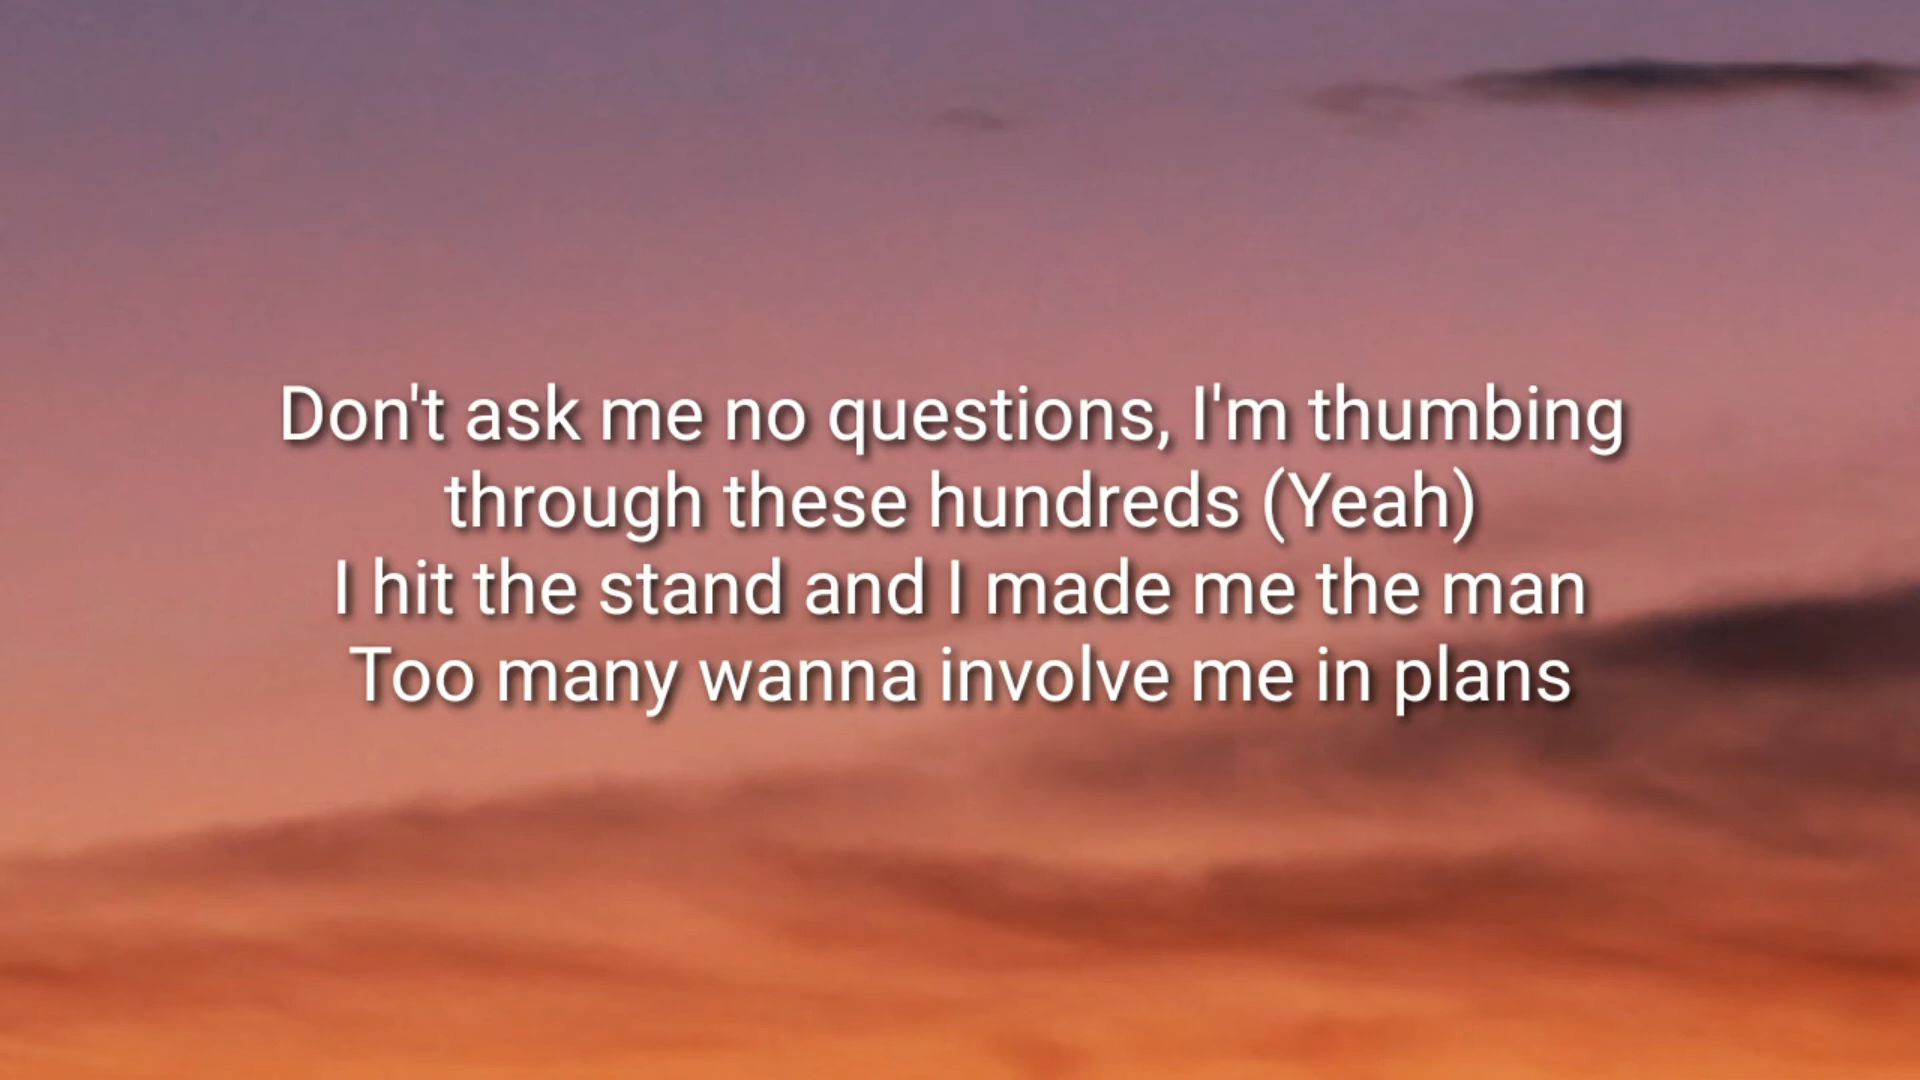 Don't ask me no questions, I'm thumbing
through these hundreds (Yeah)
I hit the stand and I made me the man
Too many wanna involve me in plans